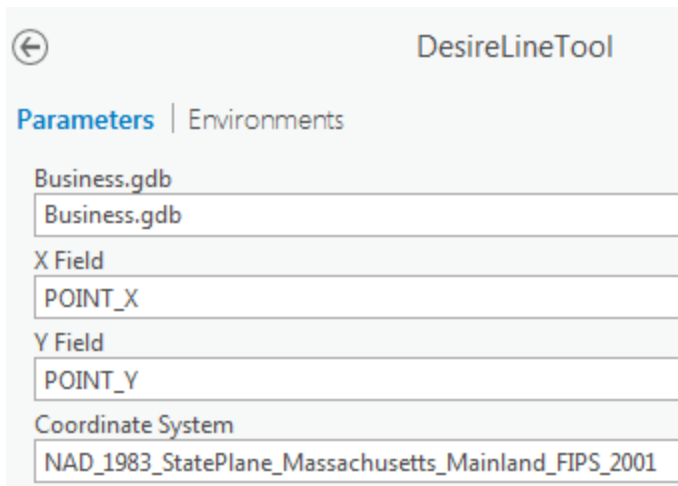 DesireLineTool
Parameters | Environments
Business.gdb
Business.gdb
X Field
POINT_X
Y Field
POINT_Y
Coordinate System
NAD_1983_StatePlane_Massachusetts_Mainland_FIPS_2001